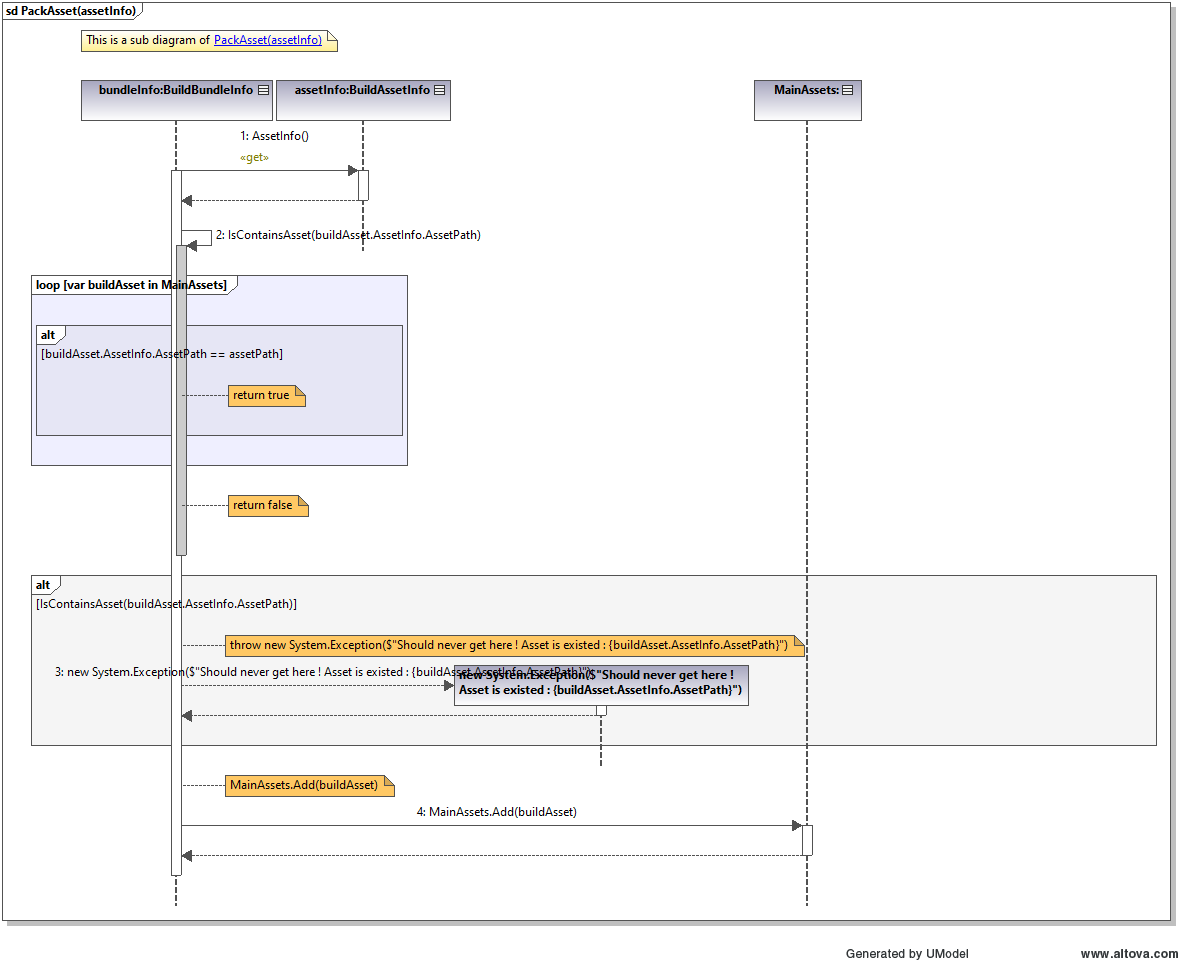 sd PackAsset(assetInfo)
This is a sub diagram of PackAsset(assetInfo)
bundleInfo:BuildBundleInfo
assetInfo:BuildAssetInfo
MainAssets:
1: AssetInfo()
«get»
2: IsContainsAsset(buildAsset.AssetInfo.AssetPath)
loop [var buildAsset in MainAssets]
alt
[buildAsset.AssetInfo.AssetPath == assetPath]
return true
return false
alt
[IsContainsAsset(buildAsset.AssetInfo.AssetPath)]
throw new System.Exception($"Should never get here ! Asset is existed : {buildAsset.AssetInfo.AssetPath}")
3: new System.Exception($"Should never get here ! Asset is existed : {buildAsset.AssetInfo.AssetPath}")
new System.Exception($"Should never get here !
Asset is existed : {buildAsset.AssetInfo.AssetPath}")
MainAssets.Add(buildAsset)
4: MainAssets.Add(buildAsset)
Generated by UModel
www.altova.com